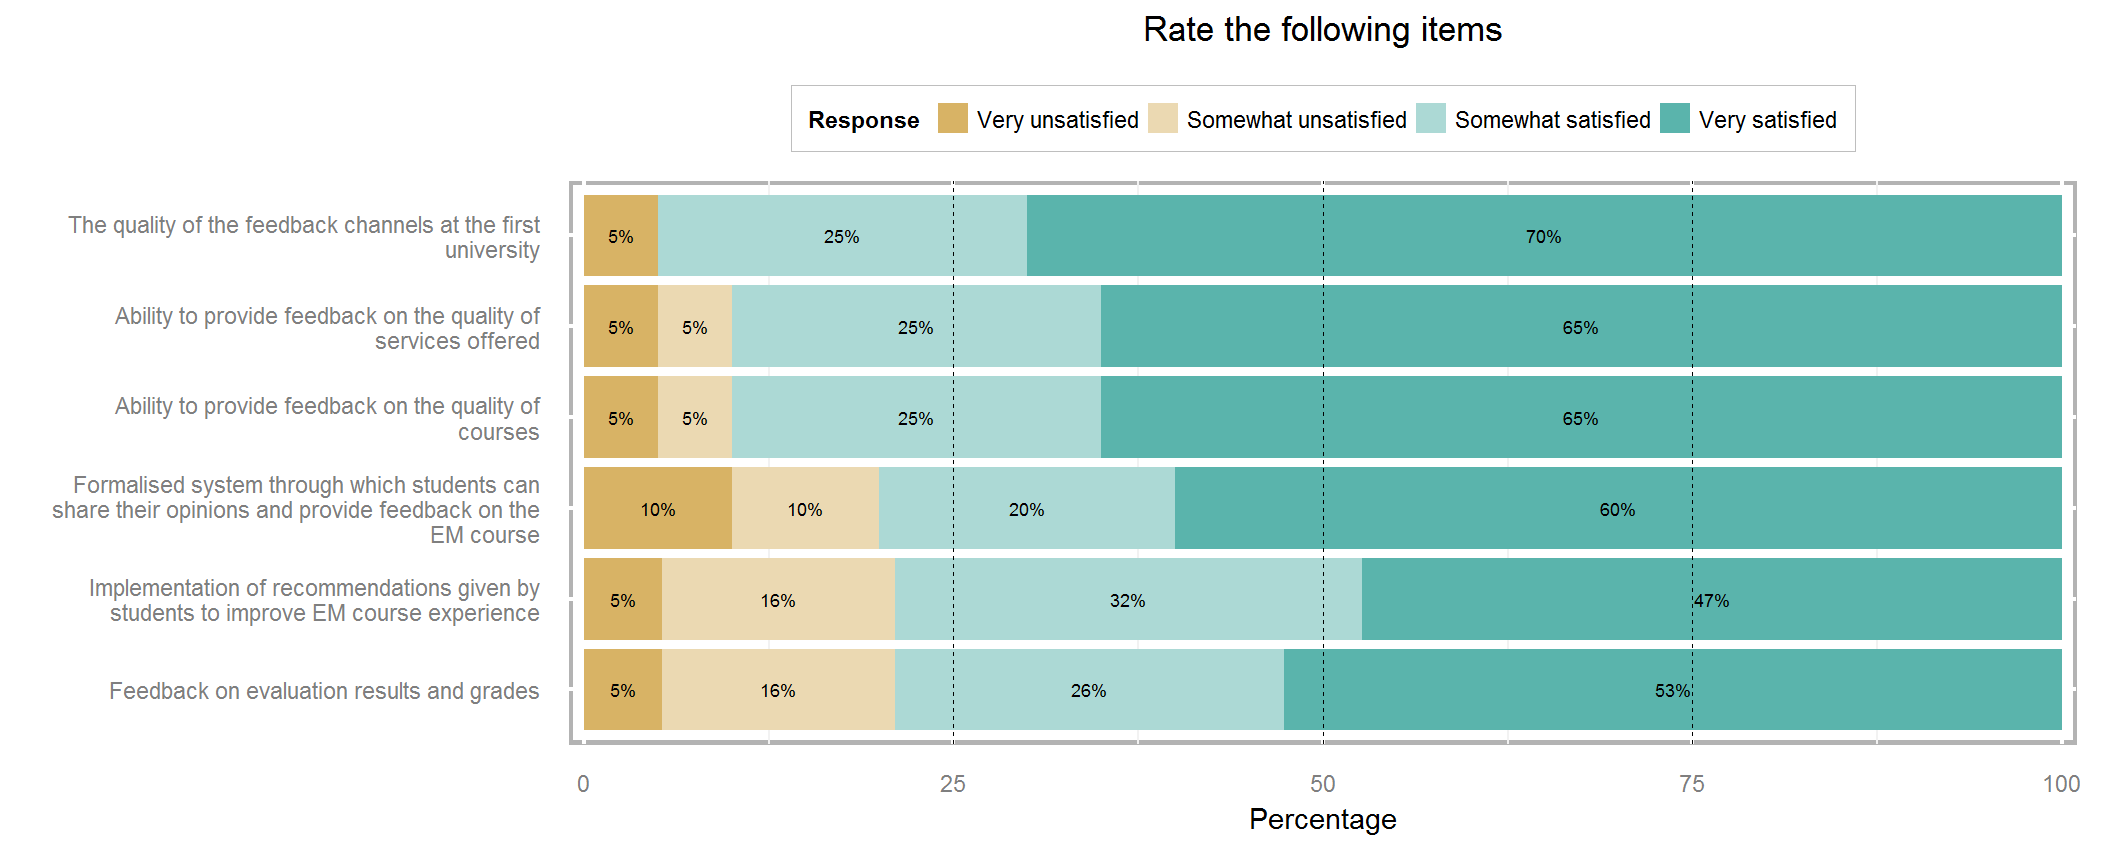 Rate the following items
Response Very unsatisfied Somewhat unsatisfied Somewhat satisfied Very satisfied
The quality of the feedback channels at the first
university
5% 25% 70%
Ability to provide feedback on the quality of
services offered
5% 5% 25% 65%
Ability to provide feedback on the quality of
courses
5% 5% 25% 65%
Formalised system through which students can
share their opinions and provide feedback on the
EM course
10% 10% 20% 60%
Implementation of recommendations given by
students to improve EM course experience
5% 16% 32% 47%
Feedback on evaluation results and grades
5% 16% 26% 53%
0 25 50 75 100
Percentage